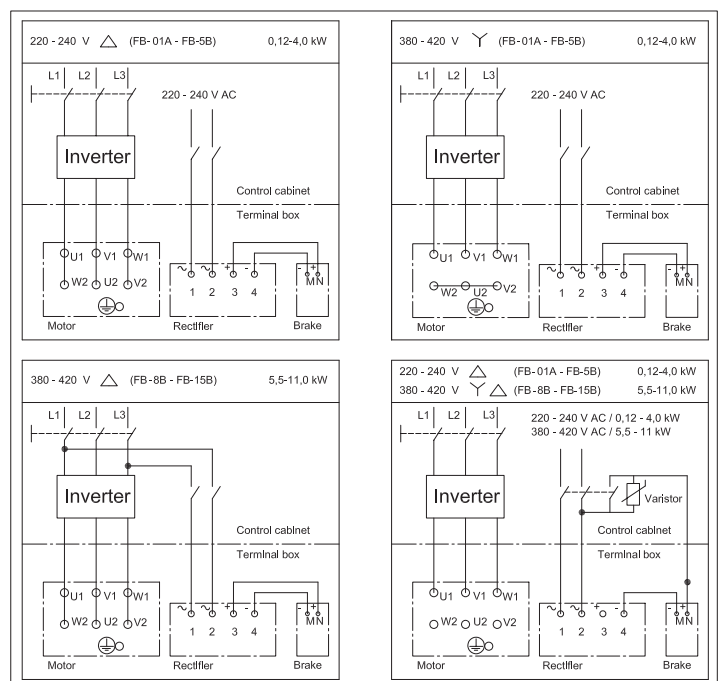 220 - 240 V (FB-01A - FB-5B) 0,12-4,0 kW
L1 L2 L3
220 - 240 V AC
Inverter
Control cabinet
Terminal box
U1 V1 W1
W2 U2 V2
~ ~ + -
1 2 3 4
- +
MN
Motor Rectifier Brake
380 - 420 V (FB-01A - FB-5B) 0,12-4,0 kW
L1 L2 L3
220 - 240 V AC
Inverter
Control cabinet
Terminal box
U1 V1 W1
W2 U2 V2
~ ~ + -
1 2 3 4
- +
MN
Motor Rectifier Brake
380 - 420 V (FB-8B - FB-15B) 5,5-11,0 kW
L1 L2 L3
Inverter
Control cabinet
Terminal box
U1 V1 W1
W2 U2 V2
~ ~ + -
1 2 3 4
- +
MN
Motor Rectifier Brake
220 - 240 V (FB-01A - FB-5B) 0,12-4,0 kW
380 - 420 V (FB-8B - FB-15B) 5,5-11,0 kW
L1 L2 L3
220 - 240 V AC / 0,12 - 4,0 kW
380 - 420 V AC / 5,5 - 11 kW
Inverter
Varistor
Control cabinet
Terminal box
U1 V1 W1
W2 U2 V2
~ ~ + -
1 2 3 4
- +
MN
Motor Rectifier Brake